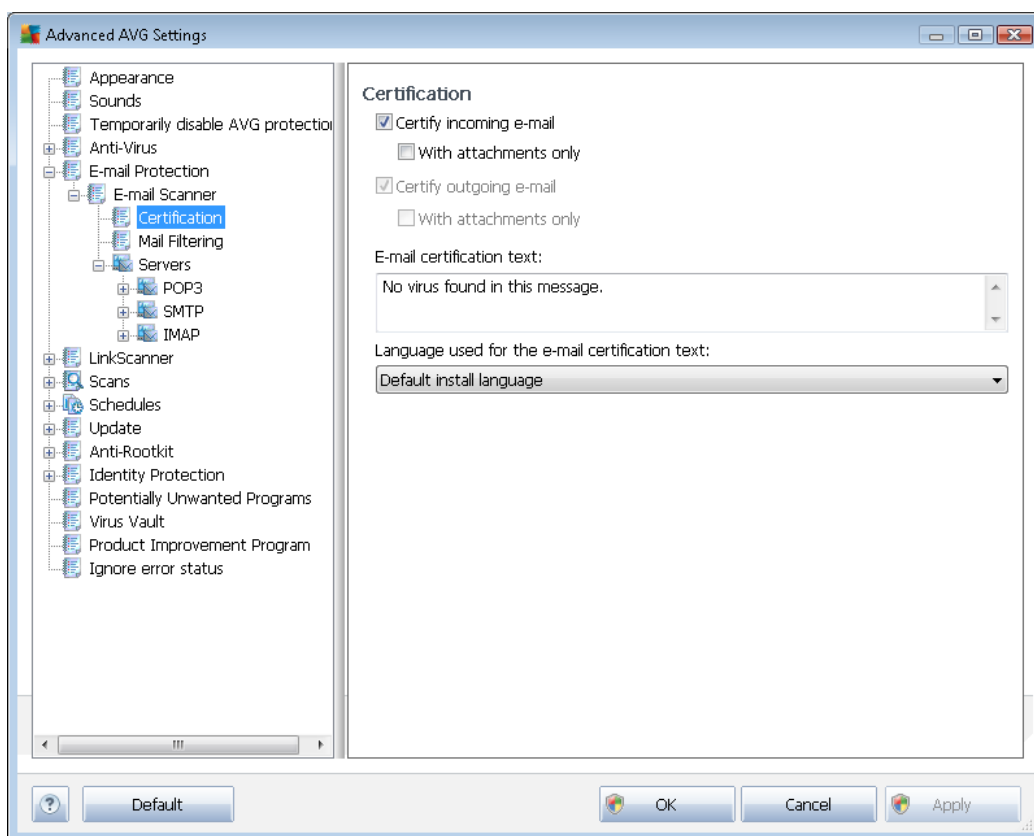 Advanced AVG Settings
Appearance
Sounds
Temporarily disable AVG protection
Anti-Virus
E-mail Protection
E-mail Scanner
Certification
Mail Filtering
Servers
POP3
SMTP
IMAP
LinkScanner
Scans
Schedules
Update
Anti-Rootkit
Identity Protection
Potentially Unwanted Programs
Virus Vault
Product Improvement Program
Ignore error status
Certification
Certify incoming e-mail
With attachments only
Certify outgoing e-mail
With attachments only
E-mail certification text:
No virus found in this message.
Language used for the e-mail certification text:
Default install language
?
Default
OK
Cancel
Apply